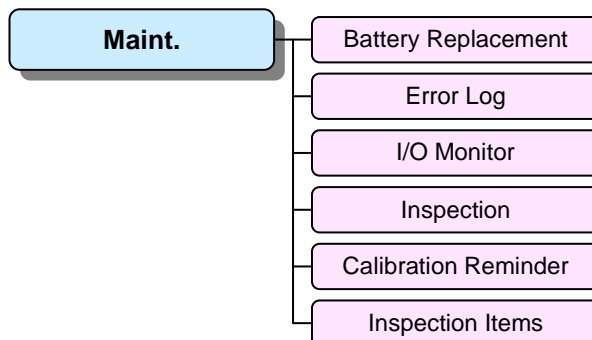 Maint.
Battery Replacement
Error Log
I/O Monitor
Inspection
Calibration Reminder
Inspection Items